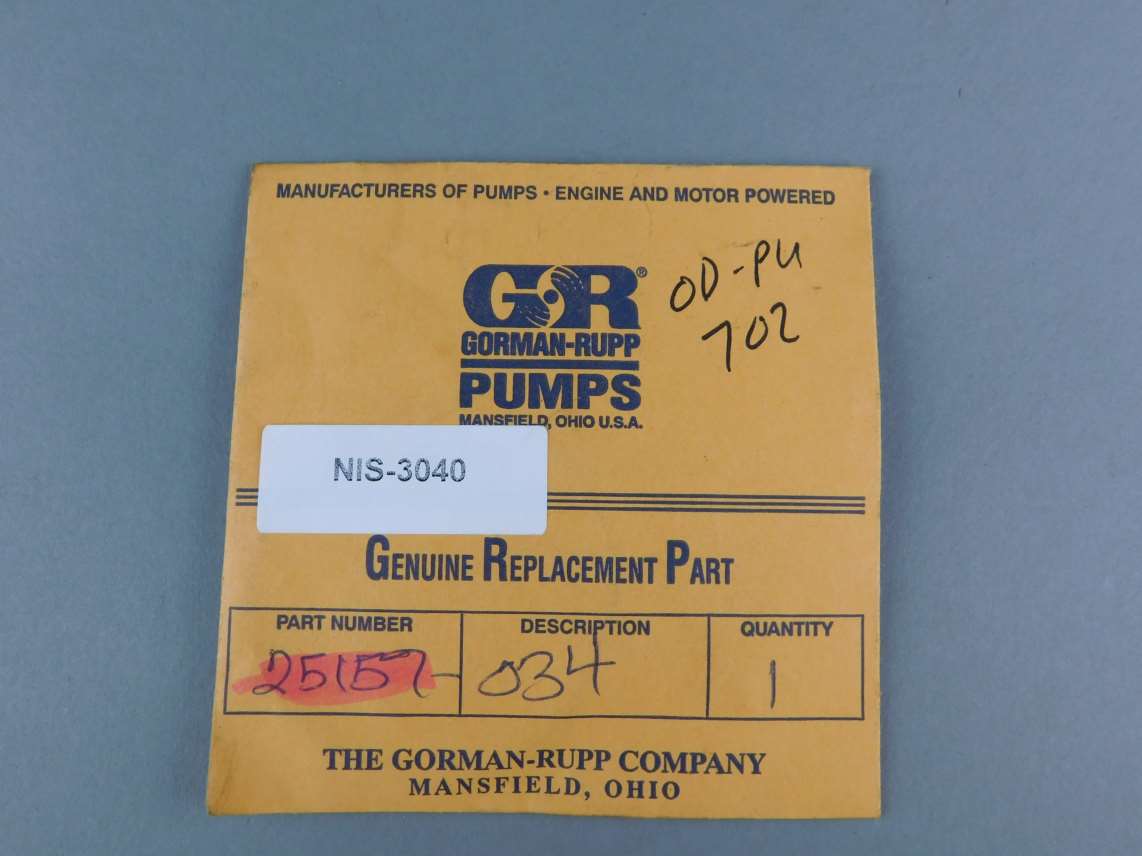 MANUFACTURERS OF PUMPS • ENGINE AND MOTOR POWERED
GR®
GORMAN-RUPP
PUMPS
MANSFIELD, OHIO U.S.A.
OD-PU
702
NIS-3040
GENUINE REPLACEMENT PART
PART NUMBER DESCRIPTION QUANTITY
25157-034 1
THE GORMAN-RUPP COMPANY
MANSFIELD, OHIO